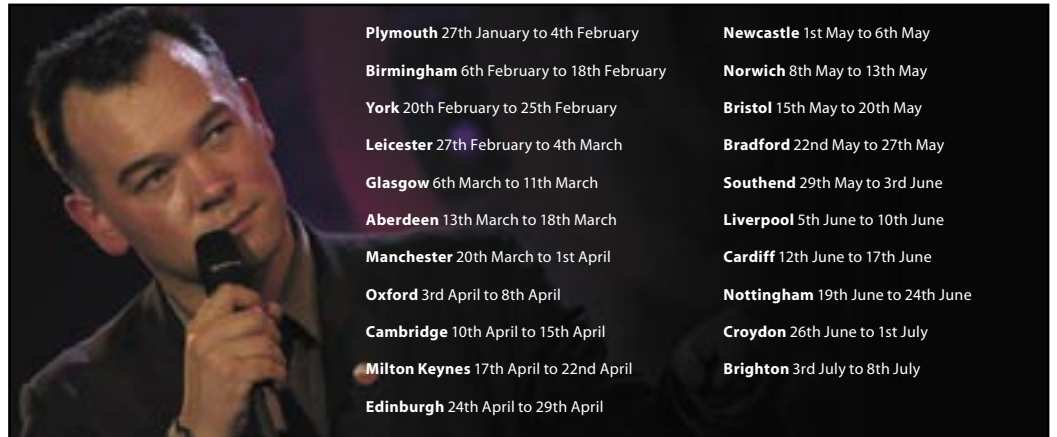 Plymouth 27th January to 4th February
Birmingham 6th February to 18th February
York 20th February to 25th February
Leicester 27th February to 4th March
Glasgow 6th March to 11th March
Aberdeen 13th March to 18th March
Manchester 20th March to 1st April
Oxford 3rd April to 8th April
Cambridge 10th April to 15th April
Milton Keynes 17th April to 22nd April
Edinburgh 24th April to 29th April
Newcastle 1st May to 6th May
Norwich 8th May to 13th May
Bristol 15th May to 20th May
Bradford 22nd May to 27th May
Southend 29th May to 3rd June
Liverpool 5th June to 10th June
Cardiff 12th June to 17th June
Nottingham 19th June to 24th June
Croydon 26th June to 1st July
Brighton 3rd July to 8th July